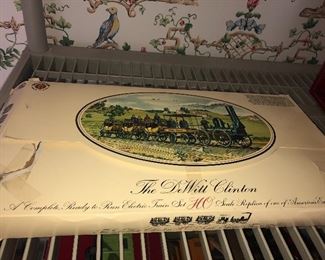 The DeWitt Clinton
A Complete, Ready to Run Electric Train Set HO Scale Replica of one of America's